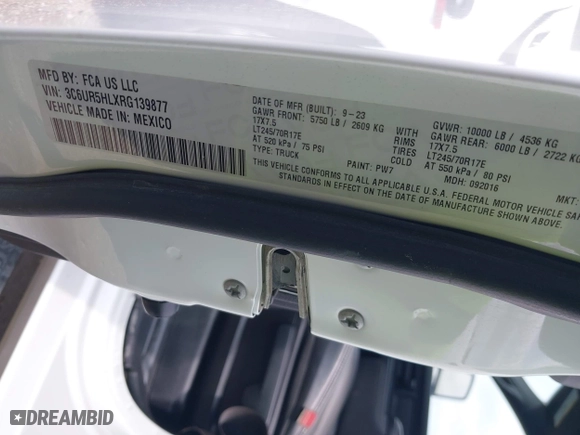 MFD BY: FCA US LLC
VIN: 3C6UR5HLXRG139877
VEHICLE MADE IN: MEXICO
DATE OF MFR (BUILT): 9-23
GAWR FRONT: 5750 LB / 2609 KG
17X7.5
LT245/70R17E
AT 520 kPa / 75 PSI
TYPE: TRUCK
WITH
RIMS
TIRES
COLD
GVWR: 10000 LB / 4536 KG
GAWR REAR: 6000 LB / 2722 KG
17X7.5
LT245/70R17E
AT 550 kPa / 80 PSI
PAINT: PW7
MDH: 092016
MKT:
THIS VEHICLE CONFORMS TO ALL APPLICABLE U.S.A. FEDERAL MOTOR VEHICLE
STANDARDS IN EFFECT ON THE DATE OF MANUFACTURE SHOWN ABOVE.
DREAMBID